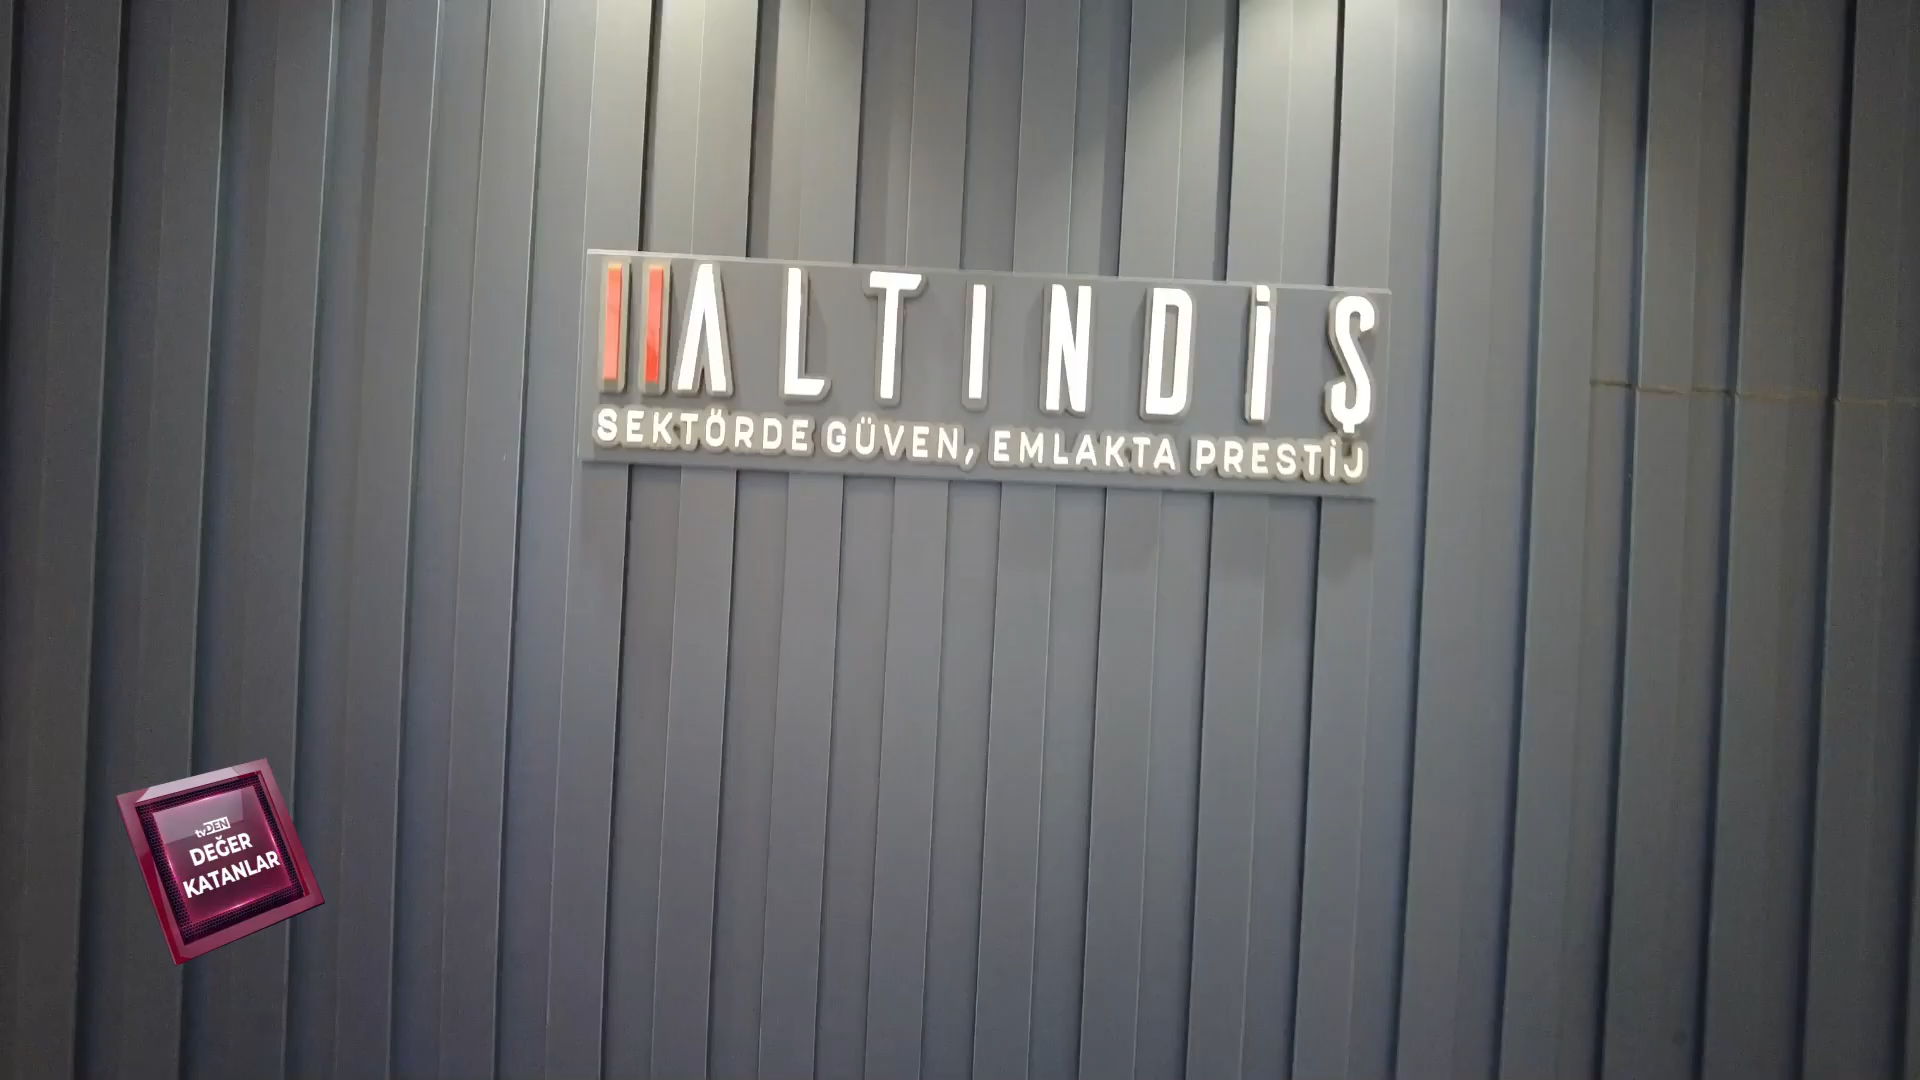 ALTINDİŞ
SEKTÖRDE GÜVEN, EMLAKTA PRESTİJ
tvDEN
DEĞER
KATANLAR